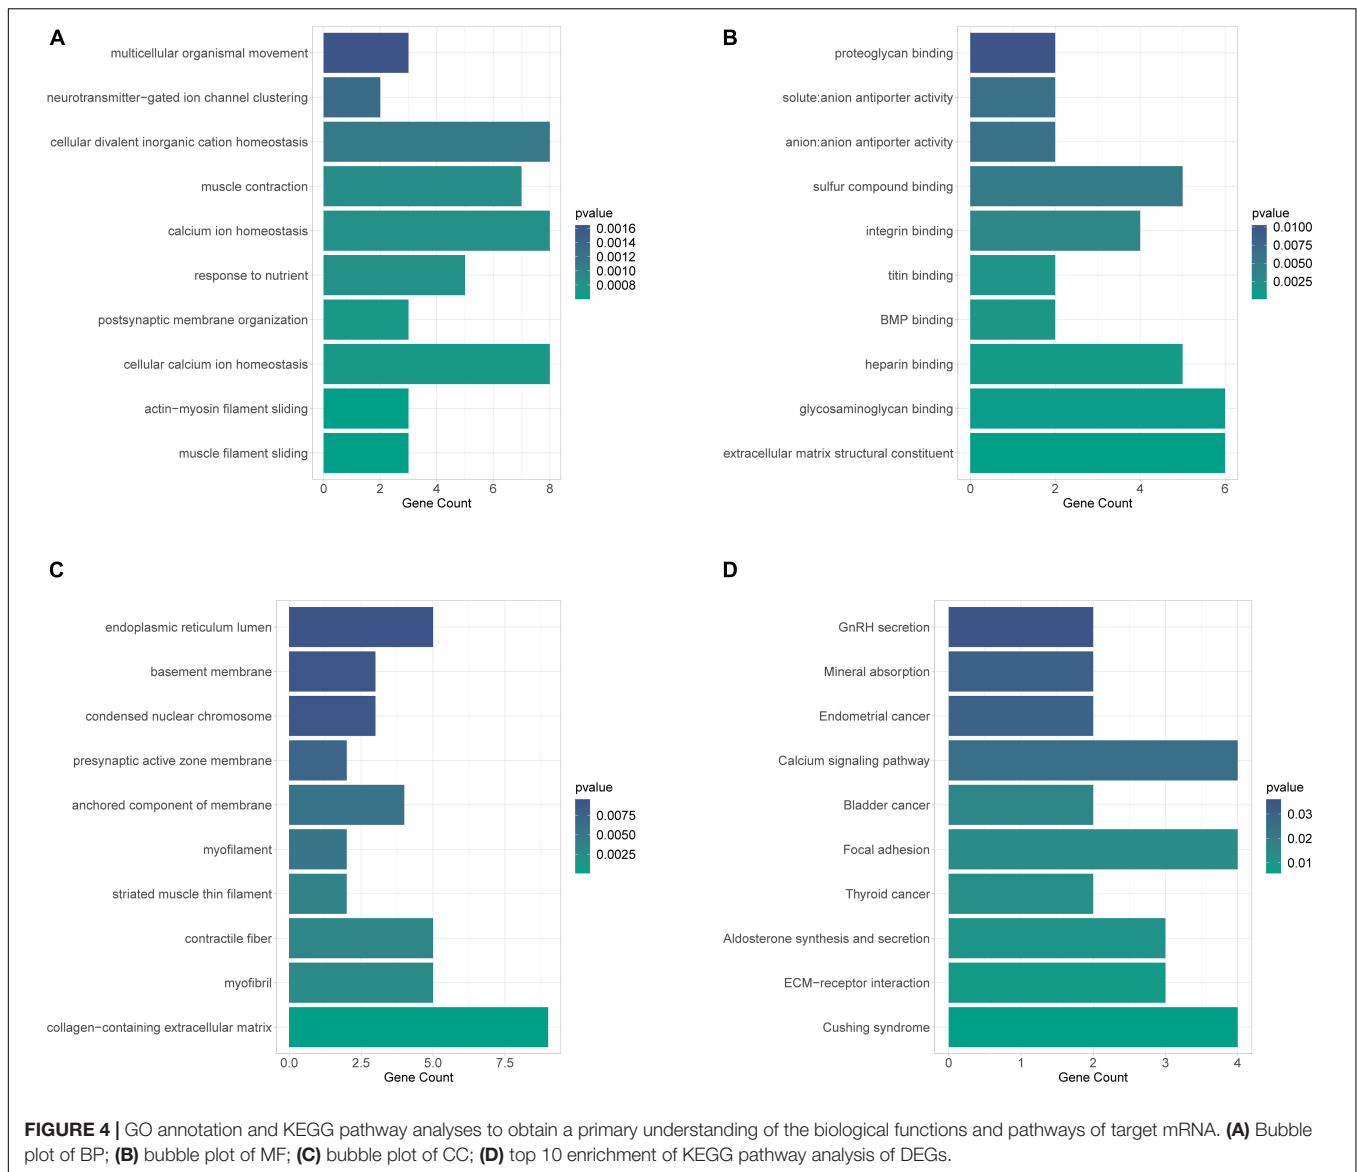 A
multicellular organismal movement
neurotransmitter−gated ion channel clustering
cellular divalent inorganic cation homeostasis
muscle contraction
calcium ion homeostasis
response to nutrient
postsynaptic membrane organization
cellular calcium ion homeostasis
actin−myosin filament sliding
muscle filament sliding
0 2 4 6 8
Gene Count
pvalue
0.0016
0.0014
0.0012
0.0010
0.0008
B
proteoglycan binding
solute:anion antiporter activity
anion:anion antiporter activity
sulfur compound binding
integrin binding
titin binding
BMP binding
heparin binding
glycosaminoglycan binding
extracellular matrix structural constituent
0 2 4 6
Gene Count
pvalue
0.0100
0.0075
0.0050
0.0025
C
endoplasmic reticulum lumen
basement membrane
condensed nuclear chromosome
presynaptic active zone membrane
anchored component of membrane
myofilament
striated muscle thin filament
contractile fiber
myofibril
collagen−containing extracellular matrix
0.0 2.5 5.0 7.5
Gene Count
pvalue
0.0075
0.0050
0.0025
D
GnRH secretion
Mineral absorption
Endometrial cancer
Calcium signaling pathway
Bladder cancer
Focal adhesion
Thyroid cancer
Aldosterone synthesis and secretion
ECM−receptor interaction
Cushing syndrome
0 1 2 3 4
Gene Count
pvalue
0.03
0.02
0.01
FIGURE 4 | GO annotation and KEGG pathway analyses to obtain a primary understanding of the biological functions and pathways of target mRNA. (A) Bubble
plot of BP; (B) bubble plot of MF; (C) bubble plot of CC; (D) top 10 enrichment of KEGG pathway analysis of DEGs.